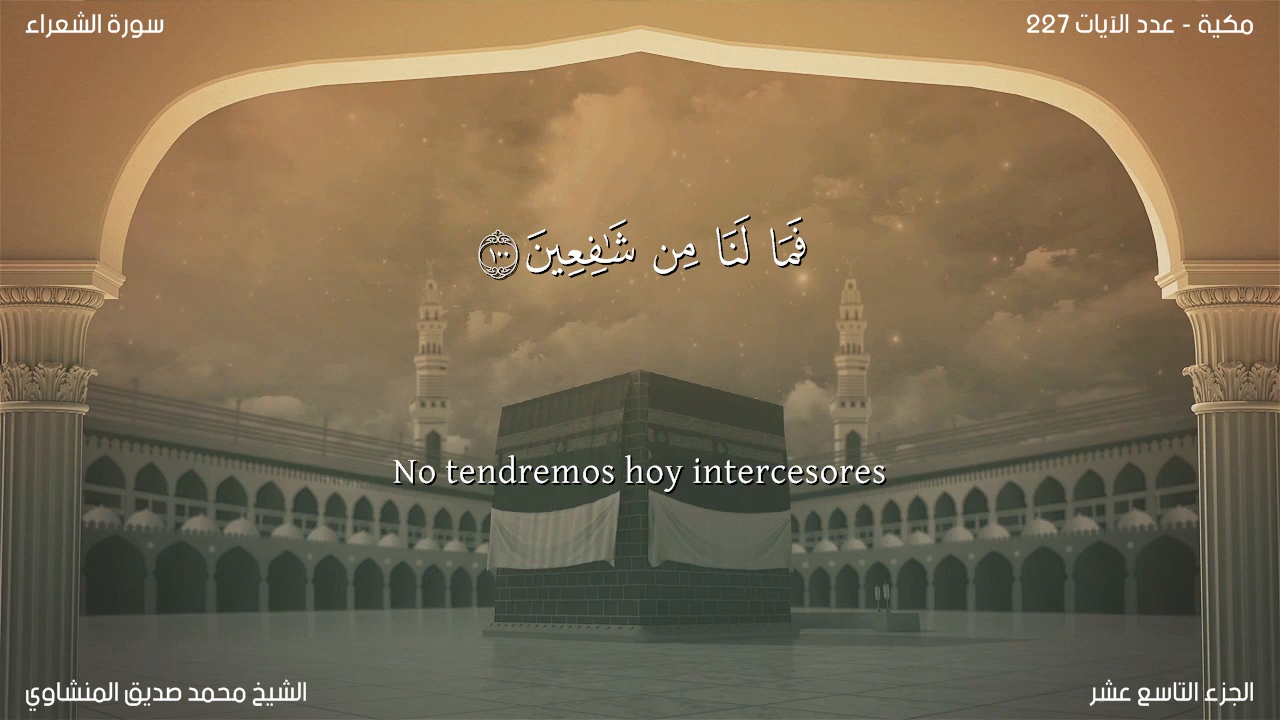 سورة الشعراء
مكية - عدد الآيات 227
فَمَا لَنَا مِن شَٰفِعِينَ ١٠٠
No tendremos hoy intercesores
الشيخ محمد صديق المنشاوي
الجزء التاسع عشر